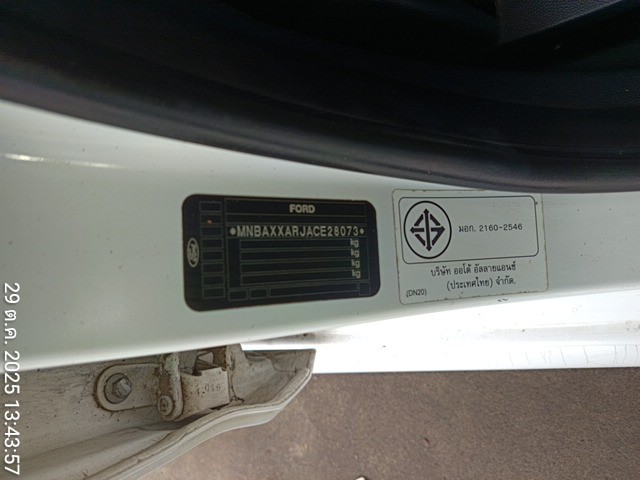 FORD
*MNBAXXARJACE28073*
kg
kg
kg
kg
มอก. 2160-2546
บริษัท ออโต้ อัลลายแอนซ์
(ประเทศไทย) จำกัด.
(DN20)
29 ต.ค. 2025 13:43:57